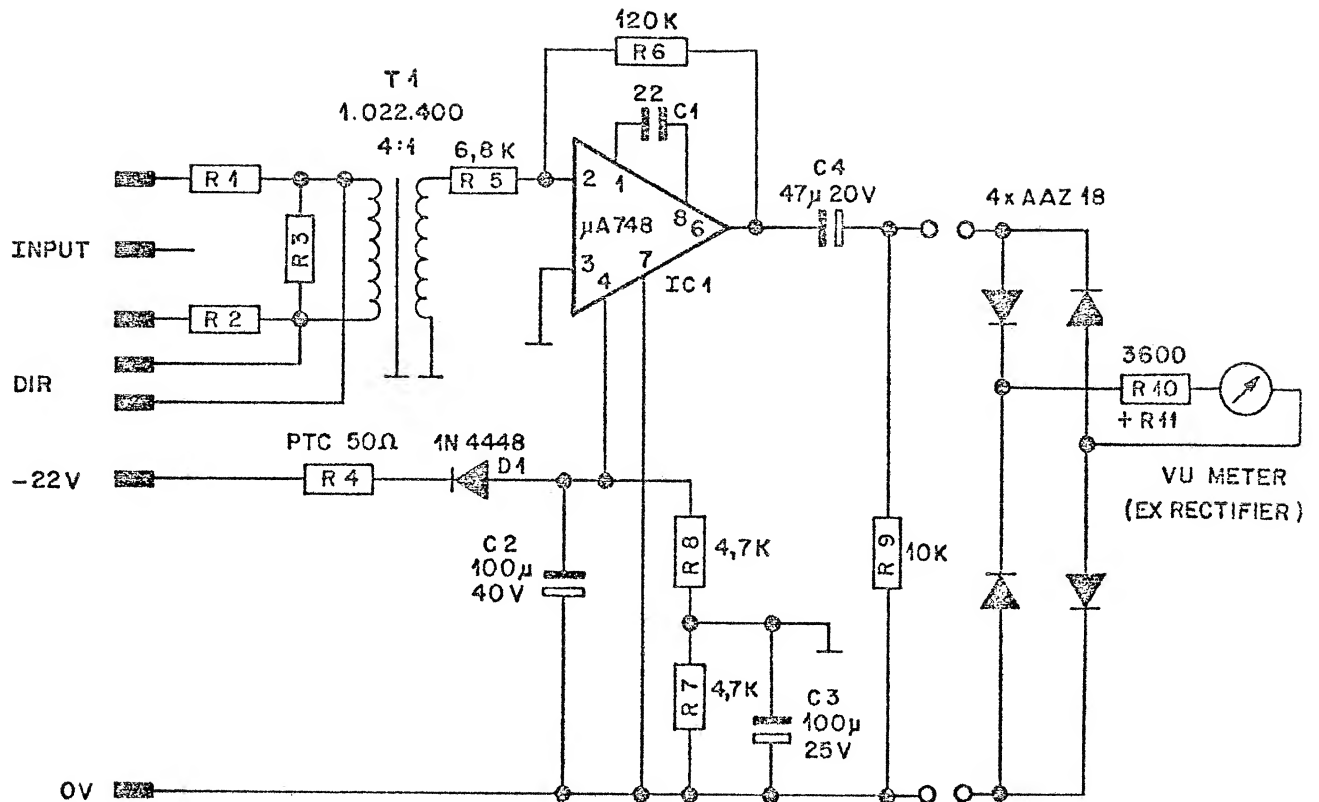 120K
R6
T1
1.022.400
4:1
22
C1
6,8K
R5
C4
47µ 20V
4xAAZ 18
R1
2
1
8
6
µA748
INPUT
R3
3
4
7
IC1
R2
3600
R10
+R11
DIR
PTC 50Ω
1N 4448
D1
-22V
R4
VU METER
(EX RECTIFIER)
C2
100µ
40V
R8
4,7K
R9
10K
R7
4,7K
C3
100µ
25V
0V